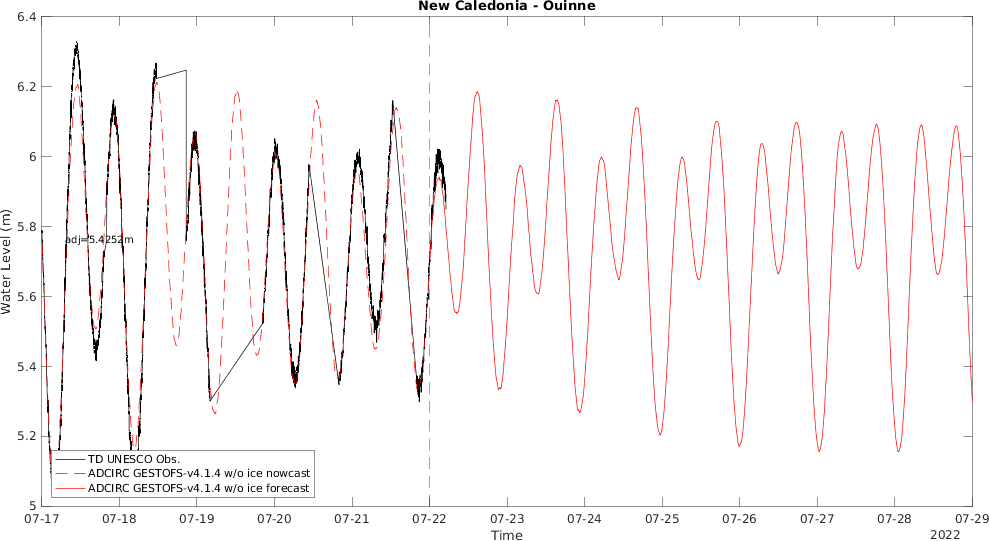 New Caledonia - Ouinne
6.4
6.2
6
5.8
5.6
5.4
5.2
5
Water Level (m)
adj=5.4252m
TD UNESCO Obs.
ADCIRC GESTOFS-v4.1.4 w/o ice nowcast
ADCIRC GESTOFS-v4.1.4 w/o ice forecast
07-17 07-18 07-19 07-20 07-21 07-22 07-23 07-24 07-25 07-26 07-27 07-28 07-29
Time
2022